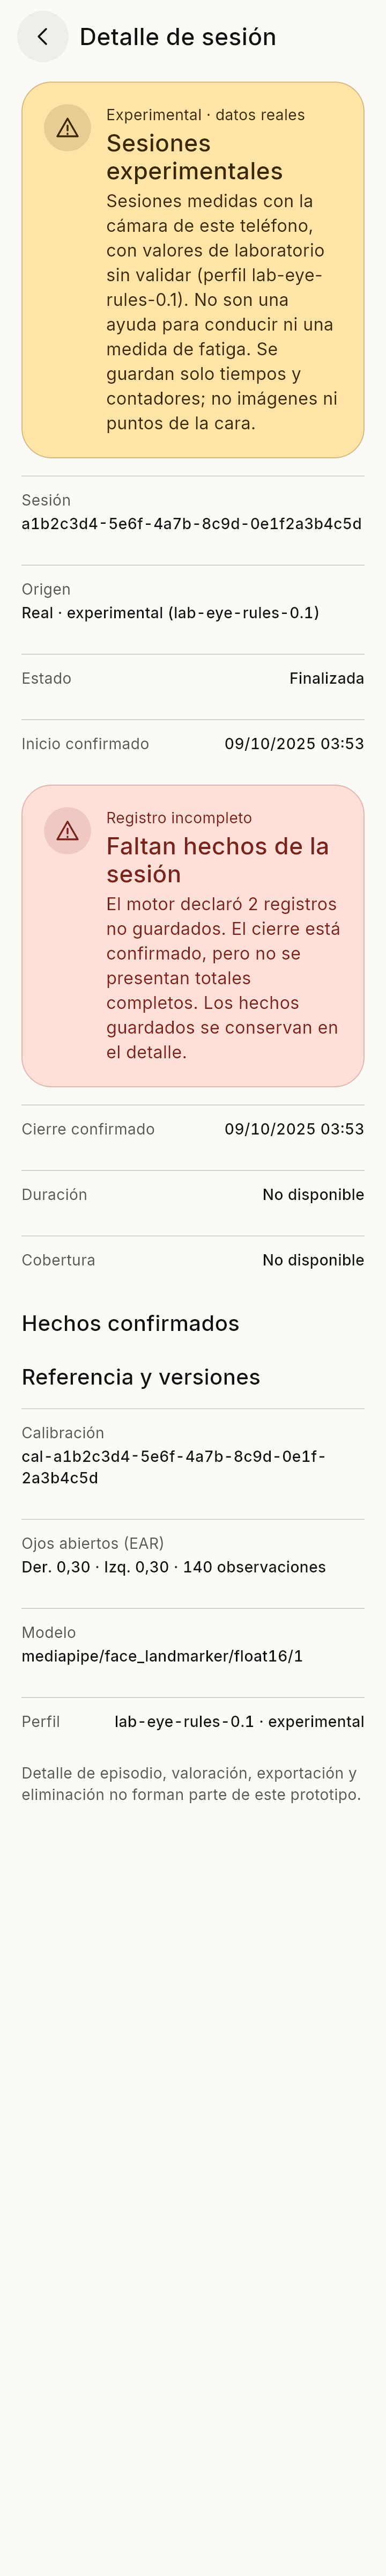 Detalle de sesión
Experimental · datos reales
Sesiones
experimentales
Sesiones medidas con la
cámara de este teléfono,
con valores de laboratorio
sin validar (perfil lab-eye-
rules-0.1). No son una
ayuda para conducir ni una
medida de fatiga. Se
guardan solo tiempos y
contadores; no imágenes ni
puntos de la cara.
Sesión
a1b2c3d4-5e6f-4a7b-8c9d-0e1f2a3b4c5d
Origen
Real · experimental (lab-eye-rules-0.1)
Estado Finalizada
Inicio confirmado 09/10/2025 03:53
Registro incompleto
Faltan hechos de la
sesión
El motor declaró 2 registros
no guardados. El cierre está
confirmado, pero no se
presentan totales
completos. Los hechos
guardados se conservan en
el detalle.
Cierre confirmado 09/10/2025 03:53
Duración No disponible
Cobertura No disponible
Hechos confirmados
Referencia y versiones
Calibración
cal-a1b2c3d4-5e6f-4a7b-8c9d-0e1f-
2a3b4c5d
Ojos abiertos (EAR)
Der. 0,30 · Izq. 0,30 · 140 observaciones
Modelo
mediapipe/face_landmarker/float16/1
Perfil lab-eye-rules-0.1 · experimental
Detalle de episodio, valoración, exportación y
eliminación no forman parte de este prototipo.